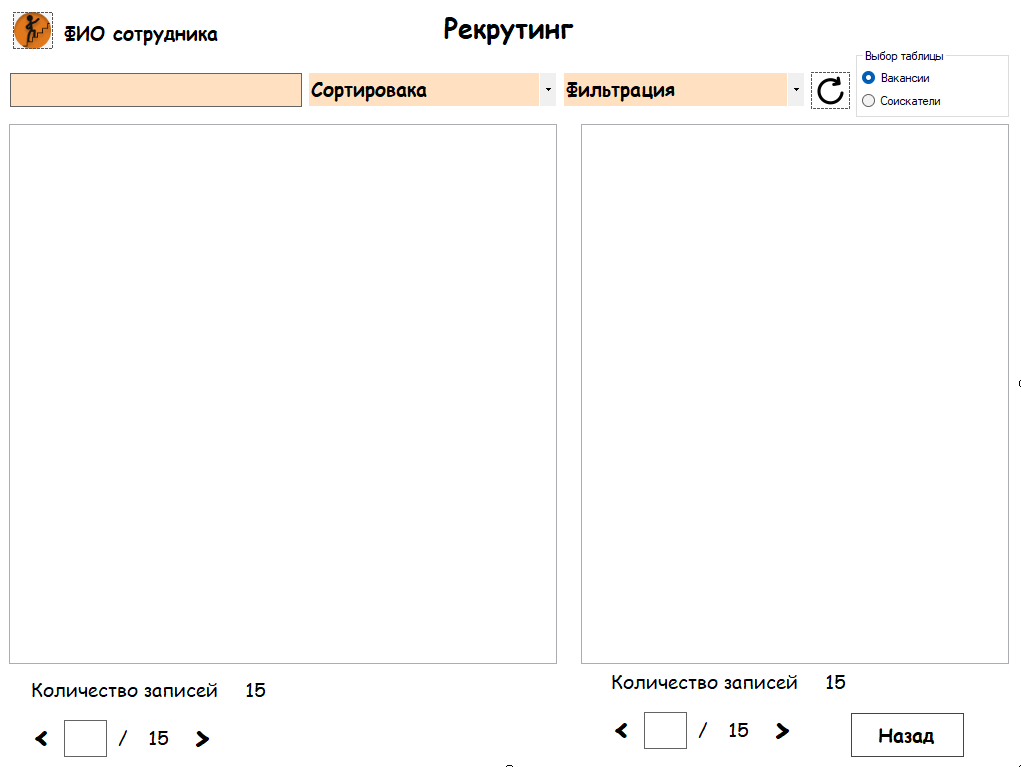 Рекрутинг
ФИО сотрудника
Выбор таблицы
Вакансии
Соискатели
Сортировака
Фильтрация
Количество записей 15
< / 15 >
Количество записей 15
< / 15 >
Назад